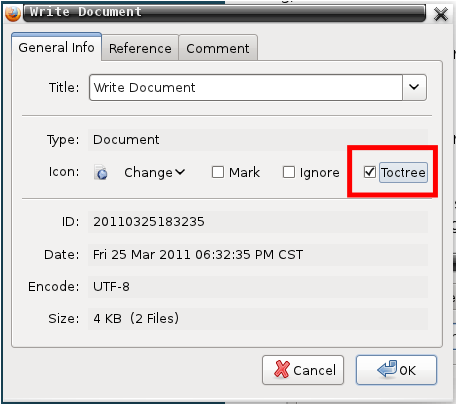 Write Document
General Info Reference Comment
Title: Write Document
Type: Document
Icon: Change Mark Ignore Toctree
ID: 20110325183235
Date: Fri 25 Mar 2011 06:32:35 PM CST
Encode: UTF-8
Size: 4 KB (2 Files)
Cancel OK